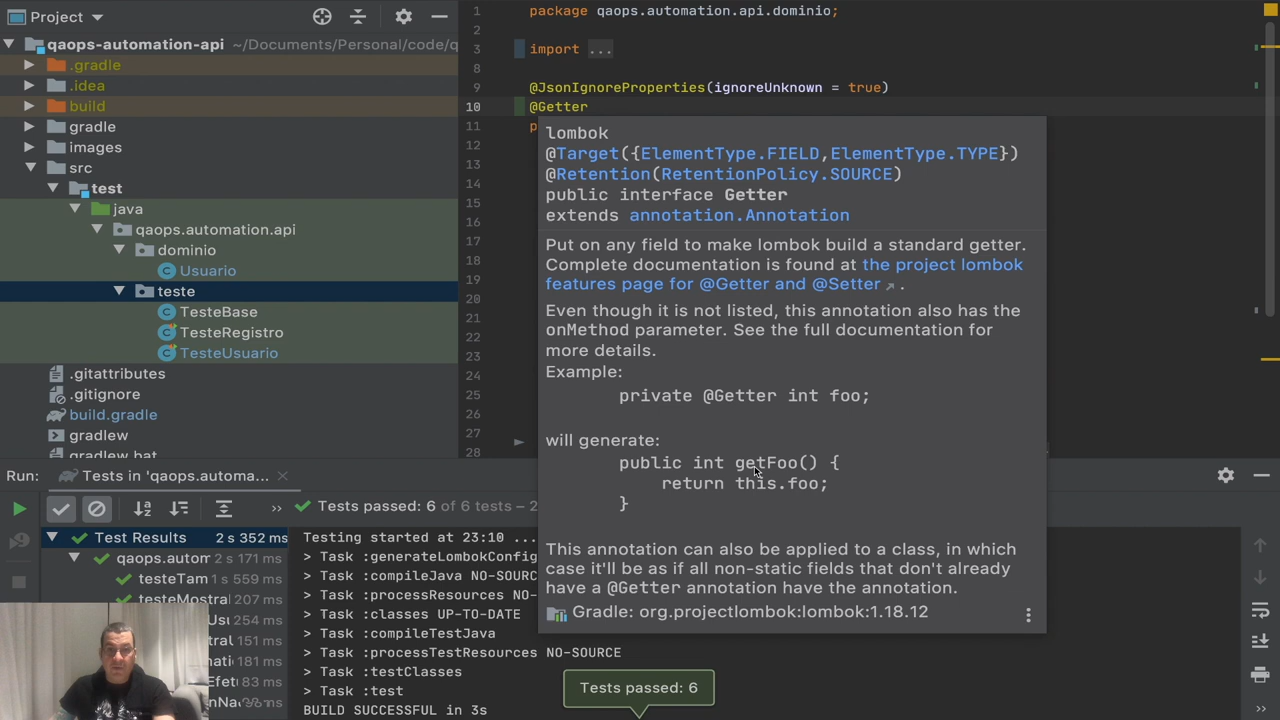 Project
qaops-automation-api ~/Documents/Personal/code/q
.gradle
.idea
build
gradle
images
src
test
java
qaops.automation.api
dominio
Usuario
teste
TesteBase
TesteRegistro
TesteUsuario
.gitattributes
.gitignore
build.gradle
gradlew
gradlew.bat
1 package qaops.automation.api.dominio;
2
3 import ...
8
9 @JsonIgnoreProperties(ignoreUnknown = true)
10 @Getter
11 p
12
13
14
15
16
17
18
19
20
21
22
23
24
25
26
27
28
lombok
@Target({ElementType.FIELD,ElementType.TYPE})
@Retention(RetentionPolicy.SOURCE)
public interface Getter
extends annotation.Annotation
Put on any field to make lombok build a standard getter.
Complete documentation is found at the project lombok
features page for @Getter and @Setter ↗ .
Even though it is not listed, this annotation also has the
onMethod parameter. See the full documentation for
more details.
Example:
private @Getter int foo;
will generate:
public int getFoo() {
return this.foo;
}
This annotation can also be applied to a class, in which
case it'll be as if all non-static fields that don't already
have a @Getter annotation have the annotation.
Gradle: org.projectlombok:lombok:1.18.12
Run: Tests in 'qaops.automa...
Tests passed: 6 of 6 tests – 2
Test Results 2 s 352 ms
qaops.autom
testeTam 1 s 559 ms
testeMostral 207 ms
151 ms
181 ms
83 ms
Testing started at 23:10 ...
> Task :generateLombokConfig
> Task :compileJava NO-SOURC
> Task :processResources NO-
> Task :classes UP-TO-DATE
> Task :compileTestJava
> Task :processTestResources NO-SOURCE
> Task :testClasses
> Task :test
BUILD SUCCESSFUL in 3s
Tests passed: 6